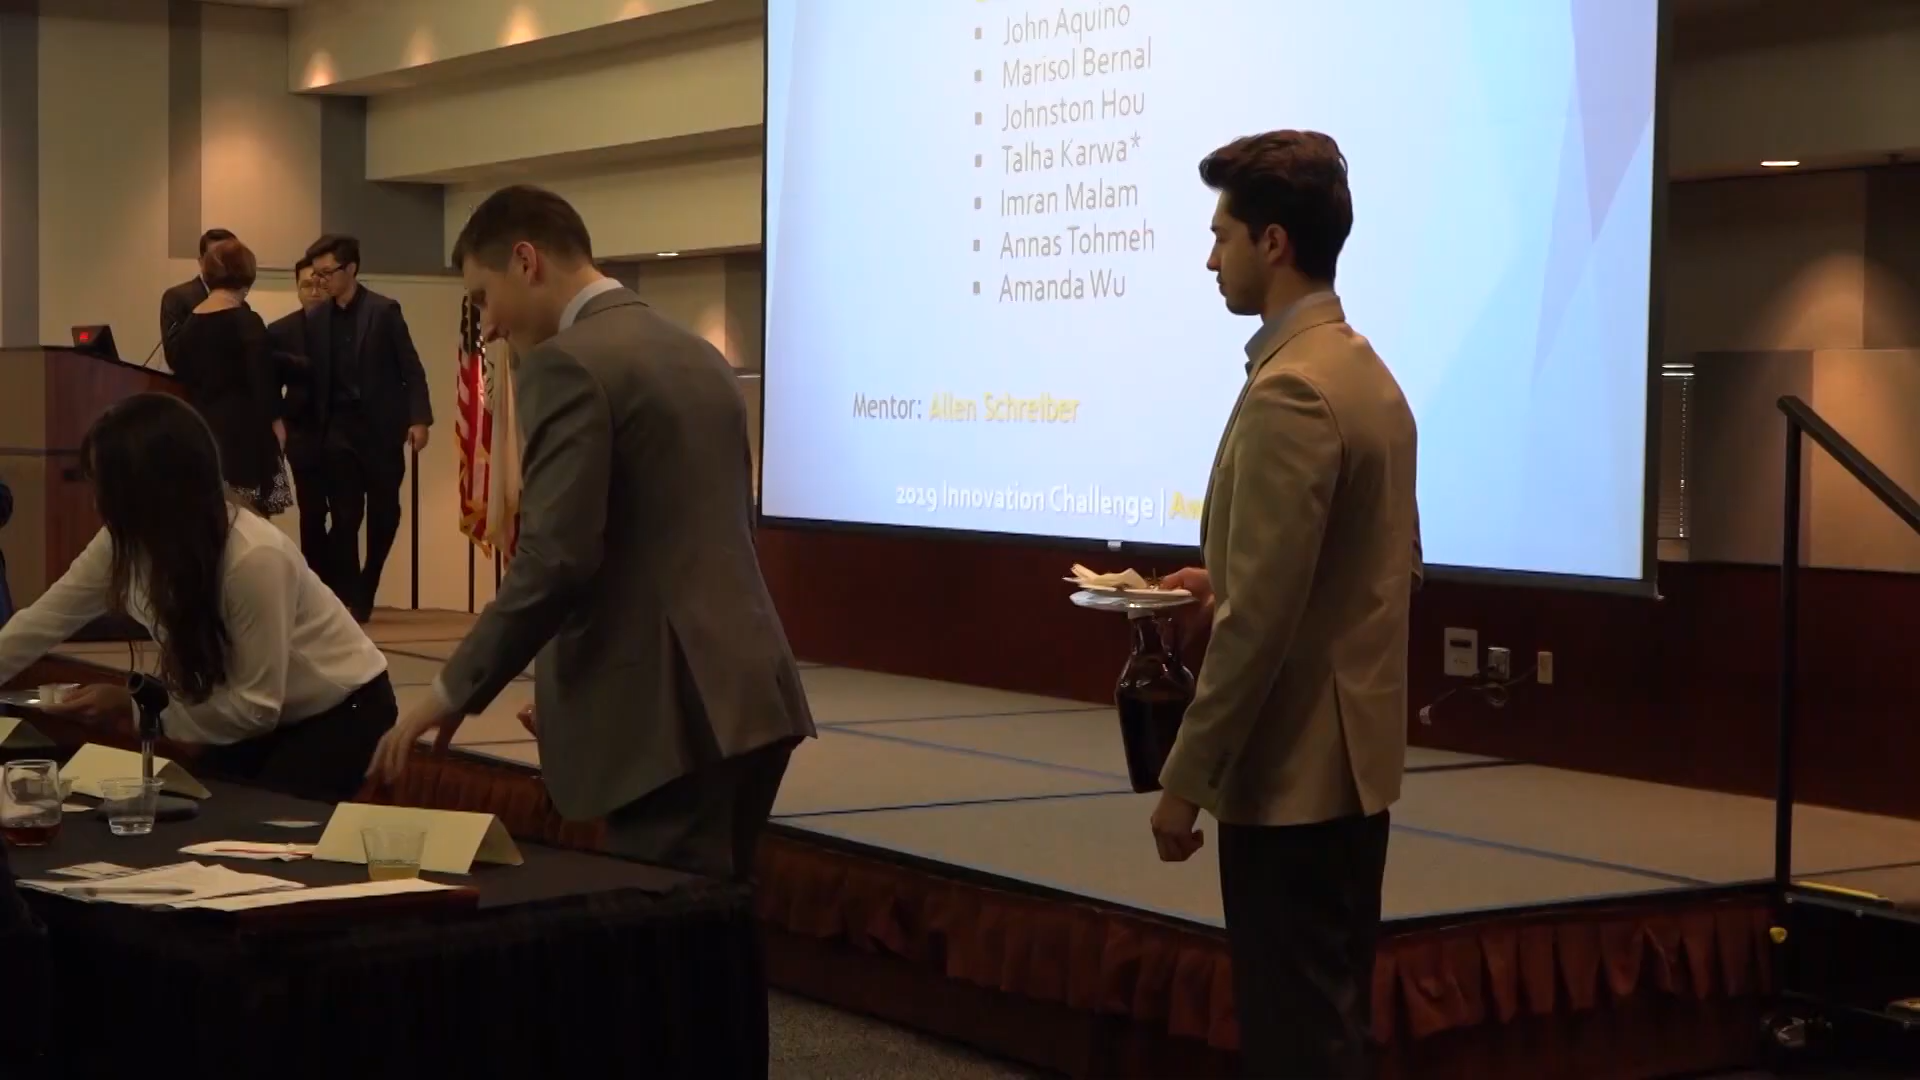 John Aquino
Marisol Bernal
Johnston Hou
Talha Karwa*
Imran Malam
Annas Tohmeh
Amanda Wu
Mentor: Allen Schreiber
2019 Innovation Challenge | Aw